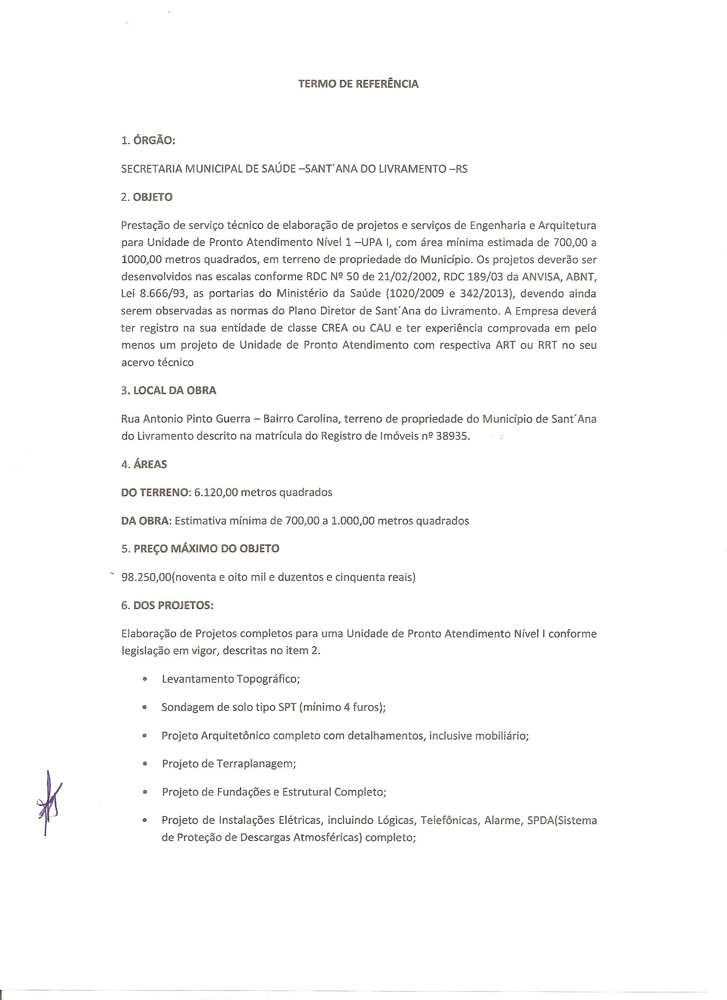 TERMO DE REFERÊNCIA
1. ÓRGÃO:
SECRETARIA MUNICIPAL DE SAÚDE –SANT´ANA DO LIVRAMENTO –RS
2. OBJETO
Prestação de serviço técnico de elaboração de projetos e serviços de Engenharia e Arquitetura
para Unidade de Pronto Atendimento Nível 1 –UPA I, com área mínima estimada de 700,00 a
1000,00 metros quadrados, em terreno de propriedade do Município. Os projetos deverão ser
desenvolvidos nas escalas conforme RDC Nº 50 de 21/02/2002, RDC 189/03 da ANVISA, ABNT,
Lei 8.666/93, as portarias do Ministério da Saúde (1020/2009 e 342/2013), devendo ainda
serem observadas as normas do Plano Diretor de Sant´Ana do Livramento. A Empresa deverá
ter registro na sua entidade de classe CREA ou CAU e ter experiência comprovada em pelo
menos um projeto de Unidade de Pronto Atendimento com respectiva ART ou RRT no seu
acervo técnico
3. LOCAL DA OBRA
Rua Antonio Pinto Guerra – Bairro Carolina, terreno de propriedade do Município de Sant´Ana
do Livramento descrito na matrícula do Registro de Imóveis nº 38935.
4. ÁREAS
DO TERRENO: 6.120,00 metros quadrados
DA OBRA: Estimativa mínima de 700,00 a 1.000,00 metros quadrados
5. PREÇO MÁXIMO DO OBJETO
98.250,00(noventa e oito mil e duzentos e cinquenta reais)
6. DOS PROJETOS:
Elaboração de Projetos completos para uma Unidade de Pronto Atendimento Nível I conforme
legislação em vigor, descritas no item 2.
• Levantamento Topográfico;
• Sondagem de solo tipo SPT (mínimo 4 furos);
• Projeto Arquitetônico completo com detalhamentos, inclusive mobiliário;
• Projeto de Terraplanagem;
• Projeto de Fundações e Estrutural Completo;
• Projeto de Instalações Elétricas, incluindo Lógicas, Telefônicas, Alarme, SPDA(Sistema
de Proteção de Descargas Atmosféricas) completo;